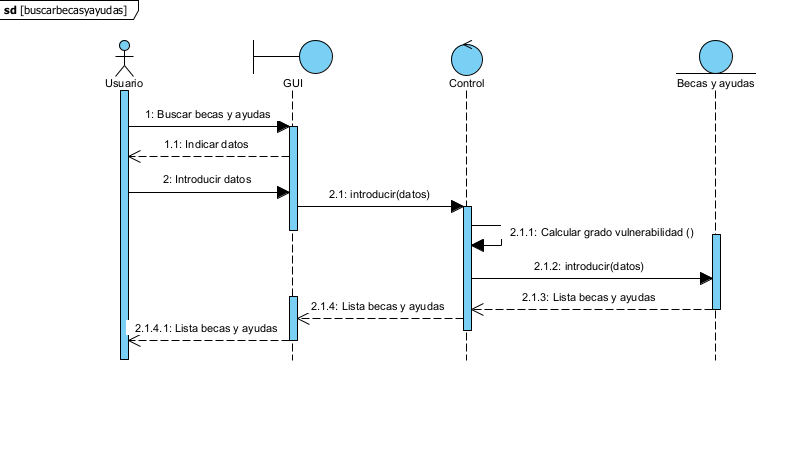 sd [buscarbecasyayudas]
Usuario
GUI
Control
Becas y ayudas
1: Buscar becas y ayudas
1.1: Indicar datos
2: Introducir datos
2.1: introducir(datos)
2.1.1: Calcular grado vulnerabilidad ()
2.1.2: introducir(datos)
2.1.3: Lista becas y ayudas
2.1.4: Lista becas y ayudas
2.1.4.1: Lista becas y ayudas